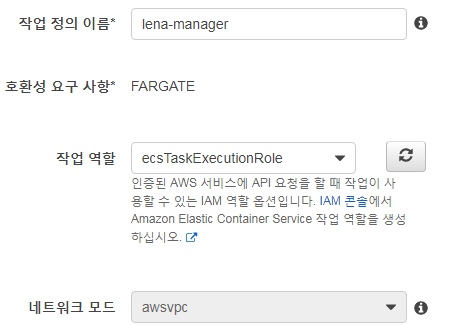 작업 정의 이름* lena-manager
호환성 요구 사항* FARGATE
작업 역할 ecsTaskExecutionRole
인증된 AWS 서비스에 API 요청을 할 때 작업이 사
용할 수 있는 IAM 역할 옵션입니다. IAM 콘솔에서
Amazon Elastic Container Service 작업 역할을 생성
하십시오.
네트워크 모드 awsvpc